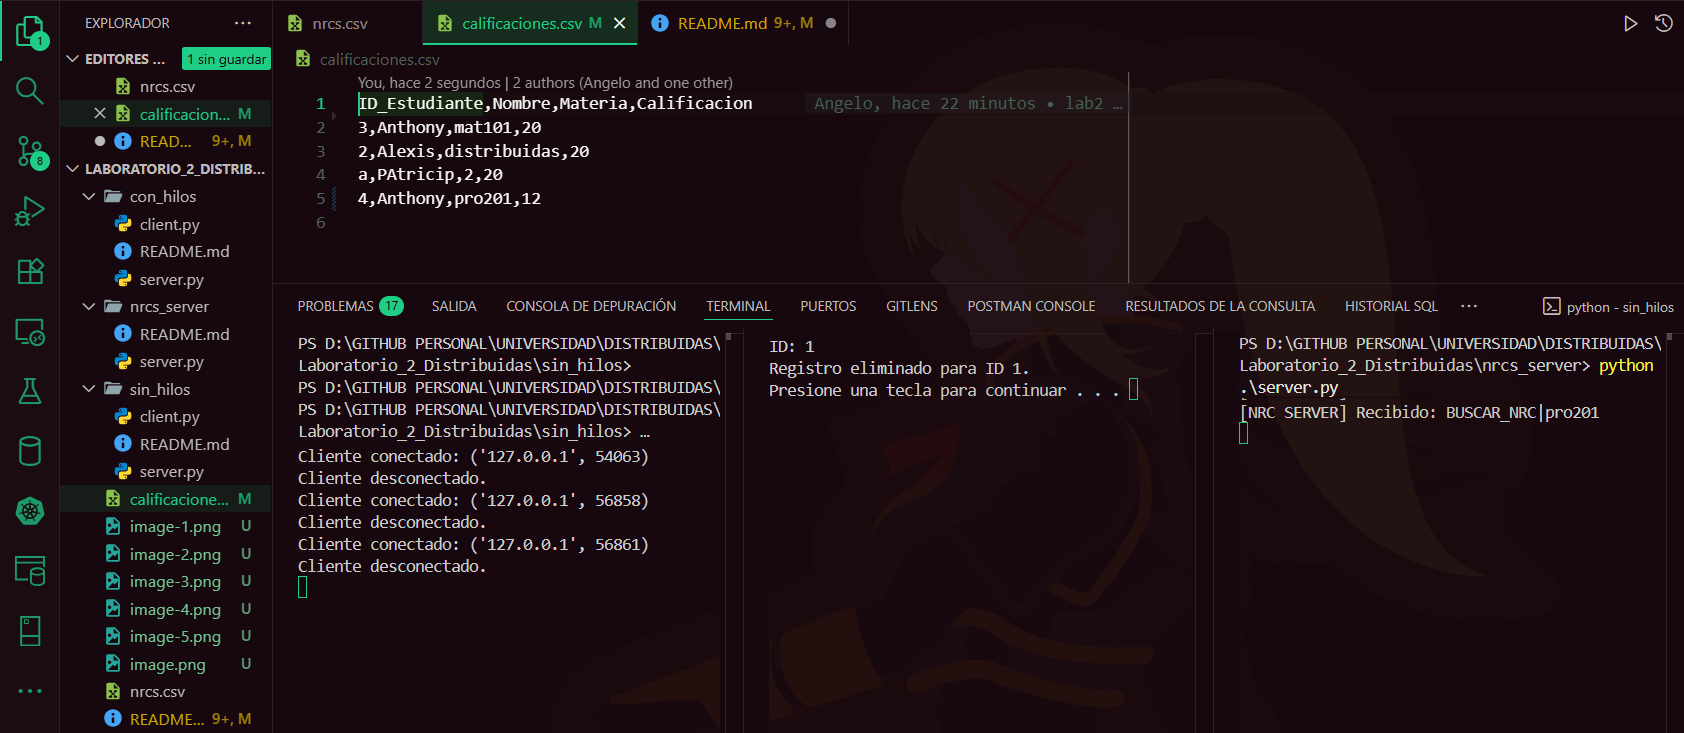 EXPLORADOR
EDITORES ... 1 sin guardar
nrcs.csv
calificacion... M
READ... 9+, M
LABORATORIO_2_DISTRIB...
con_hilos
client.py
README.md
server.py
nrcs_server
README.md
server.py
sin_hilos
client.py
README.md
server.py
calificacione... M
image-1.png U
image-2.png U
image-3.png U
image-4.png U
image-5.png U
image.png U
nrcs.csv
README... 9+, M
1
8
nrcs.csv
calificaciones.csv M
README.md 9+, M
calificaciones.csv
You, hace 2 segundos | 2 authors (Angelo and one other)
1 ID_Estudiante,Nombre,Materia,Calificacion Angelo, hace 22 minutos • lab2 …
2 3,Anthony,mat101,20
3 2,Alexis,distribuidas,20
4 a,PAtricip,2,20
5 4,Anthony,pro201,12
6
PROBLEMAS 17 SALIDA CONSOLA DE DEPURACIÓN TERMINAL PUERTOS GITLENS POSTMAN CONSOLE RESULTADOS DE LA CONSULTA HISTORIAL SQL ... python - sin_hilos
PS D:\GITHUB PERSONAL\UNIVERSIDAD\DISTRIBUIDAS\
Laboratorio_2_Distribuidas\sin_hilos>
PS D:\GITHUB PERSONAL\UNIVERSIDAD\DISTRIBUIDAS\
PS D:\GITHUB PERSONAL\UNIVERSIDAD\DISTRIBUIDAS\
Laboratorio_2_Distribuidas\sin_hilos> …
Cliente conectado: ('127.0.0.1', 54063)
Cliente desconectado.
Cliente conectado: ('127.0.0.1', 56858)
Cliente desconectado.
Cliente conectado: ('127.0.0.1', 56861)
Cliente desconectado.
ID: 1
Registro eliminado para ID 1.
Presione una tecla para continuar . . .
PS D:\GITHUB PERSONAL\UNIVERSIDAD\DISTRIBUIDAS\
Laboratorio_2_Distribuidas\nrcs_server> python
.\server.py
[NRC SERVER] Recibido: BUSCAR_NRC|pro201